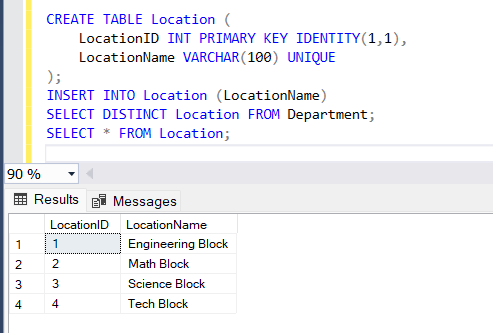 CREATE TABLE Location (
LocationID INT PRIMARY KEY IDENTITY(1,1),
LocationName VARCHAR(100) UNIQUE
);
INSERT INTO Location (LocationName)
SELECT DISTINCT Location FROM Department;
SELECT * FROM Location;
90 %
Results Messages
LocationID LocationName
1 1 Engineering Block
2 2 Math Block
3 3 Science Block
4 4 Tech Block